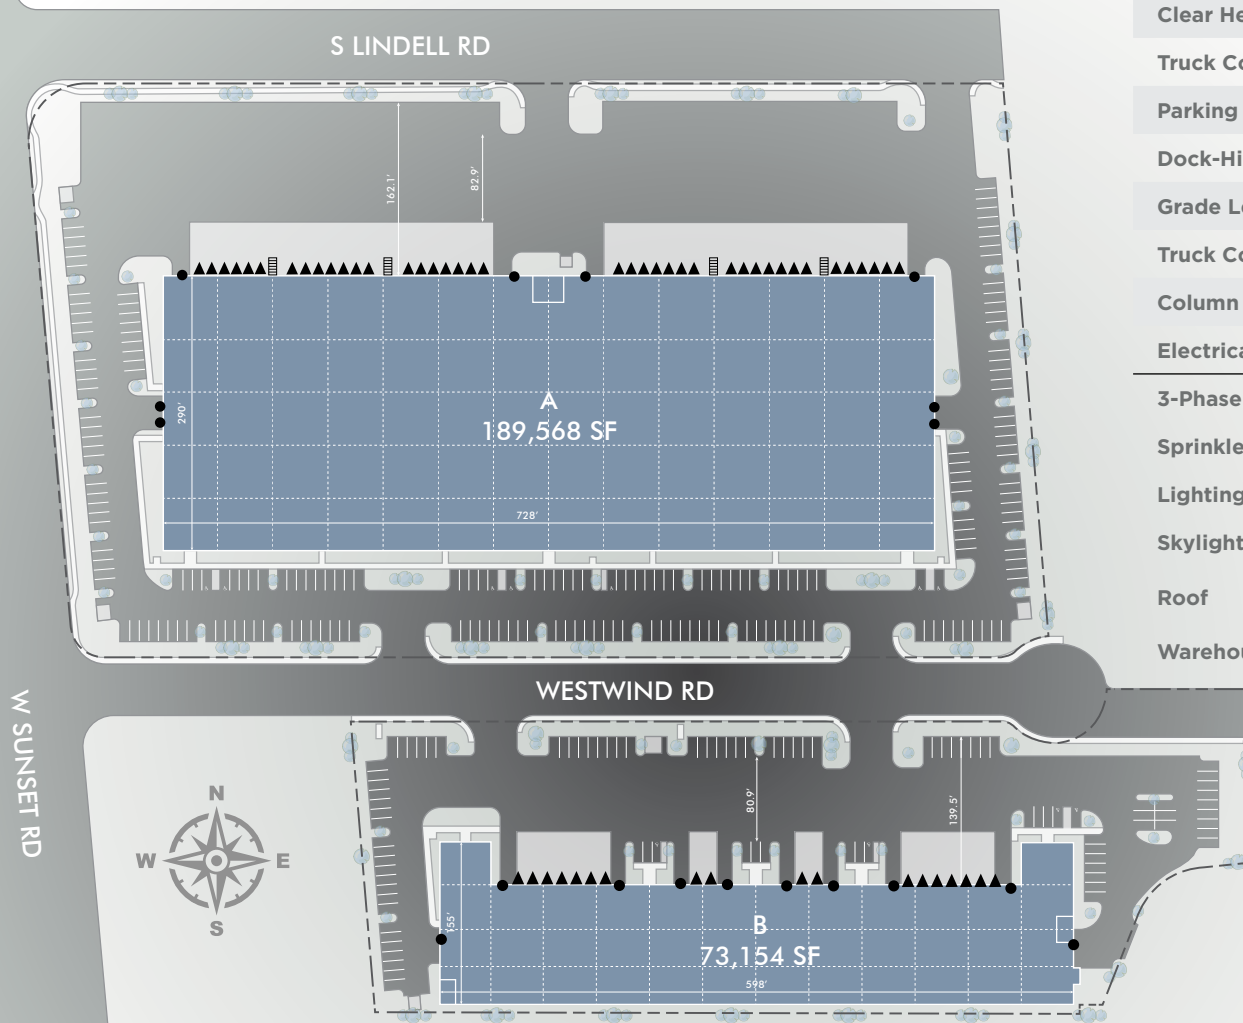 S LINDELL RD
162.1'
82.9'
A
189,568 SF
290'
728'
WESTWIND RD
W SUNSET RD
N
W
E
S
80.9'
139.5'
155'
B
73,154 SF
598'
Clear He
Truck Co
Parking
Dock-Hi
Grade L
Truck Co
Column
Electrica
3-Phase
Sprinkle
Lighting
Skylight
Roof
Warehou